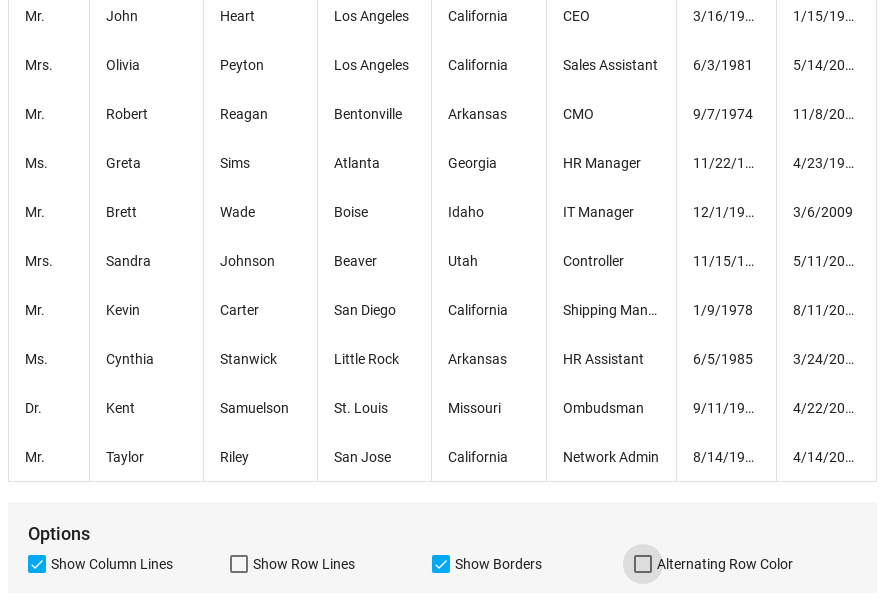 Mr. John Heart Los Angeles California CEO 3/16/19... 1/15/19...
Mrs. Olivia Peyton Los Angeles California Sales Assistant 6/3/1981 5/14/20...
Mr. Robert Reagan Bentonville Arkansas CMO 9/7/1974 11/8/20...
Ms. Greta Sims Atlanta Georgia HR Manager 11/22/1... 4/23/19...
Mr. Brett Wade Boise Idaho IT Manager 12/1/19... 3/6/2009
Mrs. Sandra Johnson Beaver Utah Controller 11/15/1... 5/11/20...
Mr. Kevin Carter San Diego California Shipping Man... 1/9/1978 8/11/20...
Ms. Cynthia Stanwick Little Rock Arkansas HR Assistant 6/5/1985 3/24/20...
Dr. Kent Samuelson St. Louis Missouri Ombudsman 9/11/19... 4/22/20...
Mr. Taylor Riley San Jose California Network Admin 8/14/19... 4/14/20...
Options
Show Column Lines Show Row Lines Show Borders Alternating Row Color